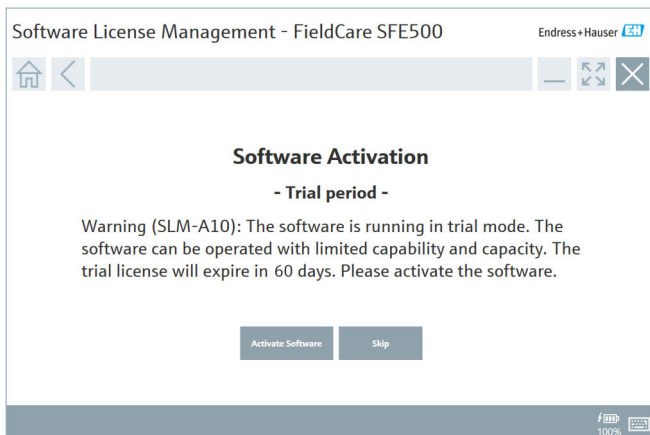 Software License Management - FieldCare SFE500
Endress+Hauser EH
Software Activation
- Trial period -
Warning (SLM-A10): The software is running in trial mode. The
software can be operated with limited capability and capacity. The
trial license will expire in 60 days. Please activate the software.
Activate Software
Skip
100%